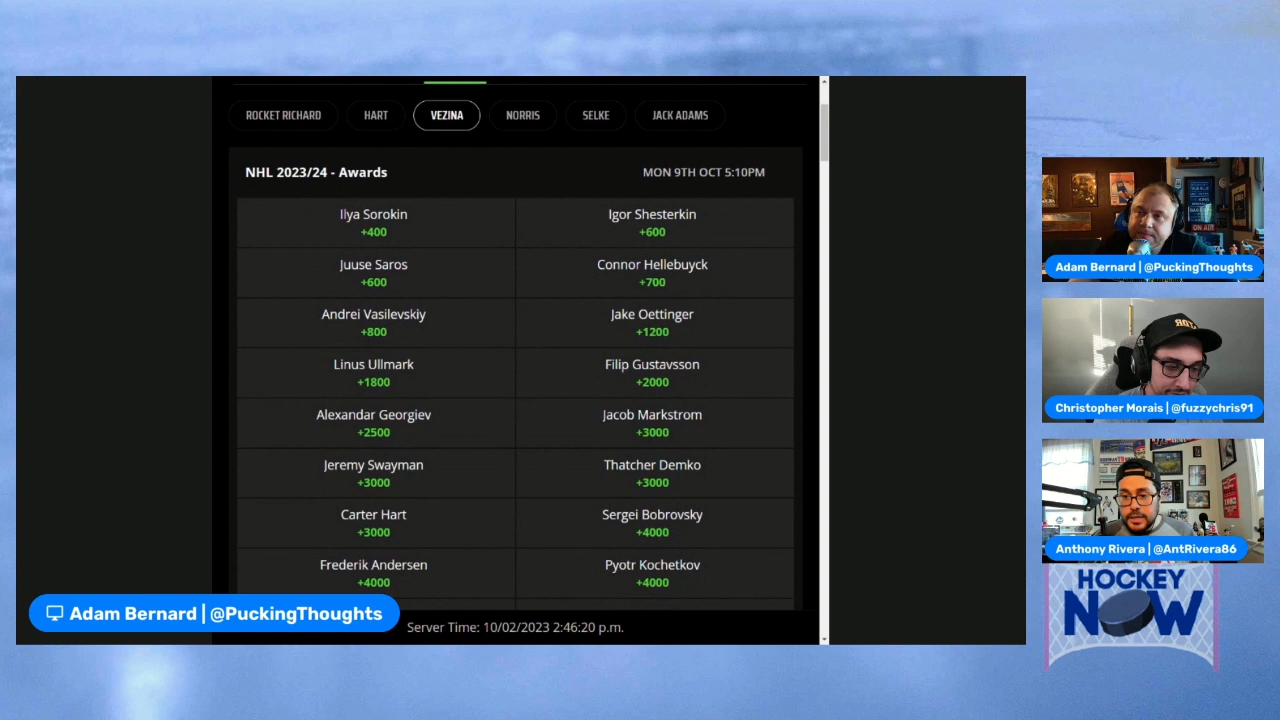 ROCKET RICHARD
HART
VEZINA
NORRIS
SELKE
JACK ADAMS
NHL 2023/24 - Awards
MON 9TH OCT 5:10PM
Ilya Sorokin
+400
Igor Shesterkin
+600
Juuse Saros
+600
Connor Hellebuyck
+700
Andrei Vasilevskiy
+800
Jake Oettinger
+1200
Linus Ullmark
+1800
Filip Gustavsson
+2000
Alexandar Georgiev
+2500
Jacob Markstrom
+3000
Jeremy Swayman
+3000
Thatcher Demko
+3000
Carter Hart
+3000
Sergei Bobrovsky
+4000
Frederik Andersen
+4000
Pyotr Kochetkov
+4000
Server Time: 10/02/2023 2:46:20 p.m.
Adam Bernard | @PuckingThoughts
ON AIR
Adam Bernard | @PuckingThoughts
Christopher Morais | @fuzzychris91
Anthony Rivera | @AntRivera86
HOCKEY
NOW